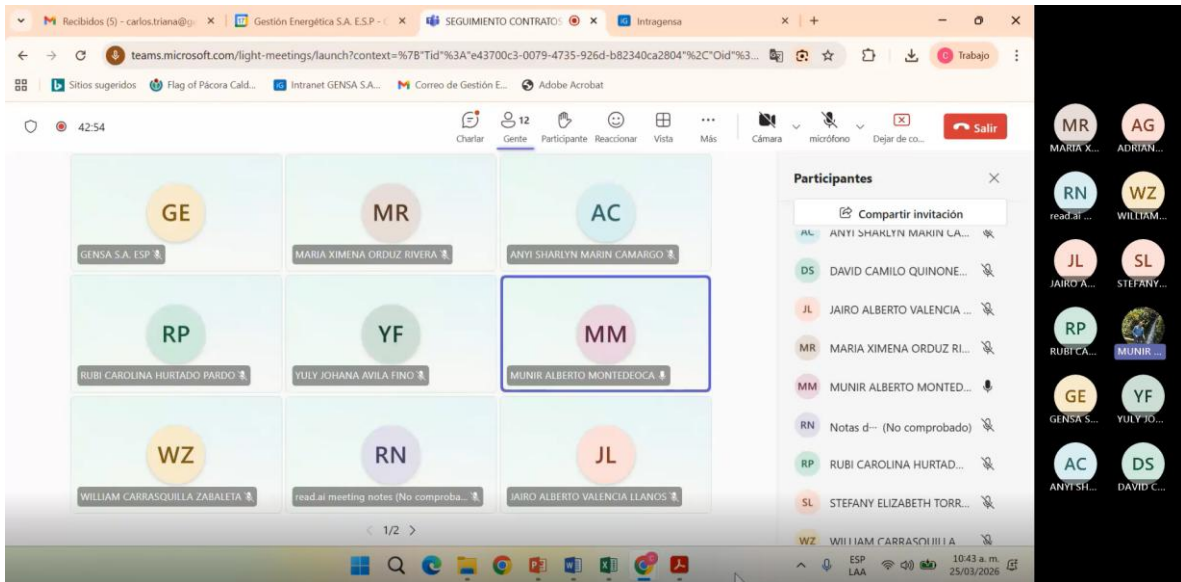 Recibidos (5) - carlos.triana@g
Gestión Energética S.A. E.S.P -
SEGUIMIENTO CONTRATOS
Intragensa
teams.microsoft.com/light-meetings/launch?context=%7B"Tid"%3A"e43700c3-0079-4735-926d-b82340ca2804"%2C"Oid"%3...
Trabajo
Sitios sugeridos
Flag of Pácora Cald...
Intranet GENSA S.A...
Correo de Gestión E...
Adobe Acrobat
42:54
Charlar
Gente 12
Participante
Reaccionar
Vista
Más
Cámara
micrófono
Dejar de co...
Salir
GE
GENSA S.A. ESP
MR
MARIA XIMENA ORDUZ RIVERA
AC
ANYI SHARLYN MARIN CAMARGO
RP
RUBI CAROLINA HURTADO PARDO
YF
YULY JOHANA AVILA FINO
MM
MUNIR ALBERTO MONTEDEOCA
WZ
WILLIAM CARRASQUILLA ZABALETA
RN
read.ai meeting notes (No comproba...
JL
JAIRO ALBERTO VALENCIA LLANOS
1/2
Participantes
Compartir invitación
AC ANYI SHARLYN MARIN CA...
DS DAVID CAMILO QUINONE...
JL JAIRO ALBERTO VALENCIA ...
MR MARIA XIMENA ORDUZ RI...
MM MUNIR ALBERTO MONTED...
RN Notas d··· (No comprobado)
RP RUBI CAROLINA HURTAD...
SL STEFANY ELIZABETH TORR...
WZ WILLIAM CARRASQUILLA
MR AG
MARIA X... ADRIAN...
RN WZ
read.ai ... WILLIAM...
JL SL
JAIRO A... STEFANY...
RP
RUBI CA... MUNIR ...
GE YF
GENSA S... YULY JO...
AC DS
ANYI SH... DAVID C...
ESP
LAA
10:43 a. m.
25/03/2026